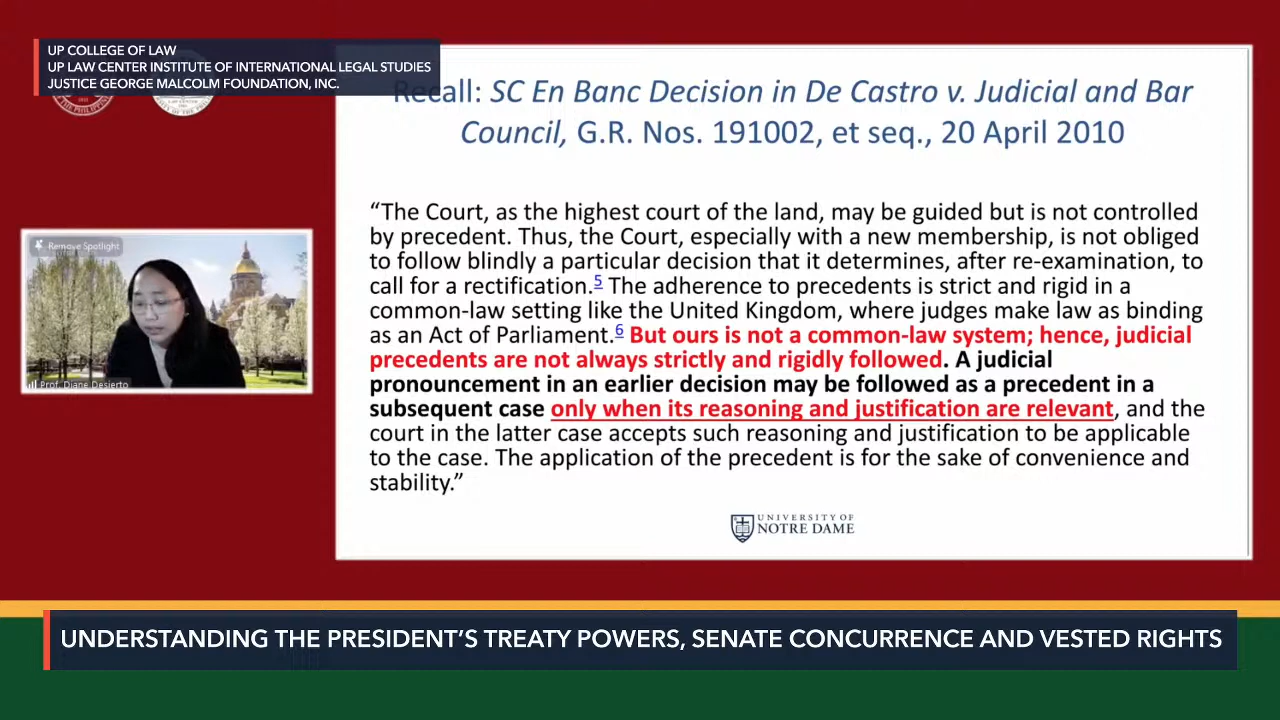 UP COLLEGE OF LAW
UP LAW CENTER INSTITUTE OF INTERNATIONAL LEGAL STUDIES
JUSTICE GEORGE MALCOLM FOUNDATION, INC.
Recall: SC En Banc Decision in De Castro v. Judicial and Bar
Council, G.R. Nos. 191002, et seq., 20 April 2010
Remove Spotlight
Prof. Diane Desierto
“The Court, as the highest court of the land, may be guided but is not controlled
by precedent. Thus, the Court, especially with a new membership, is not obliged
to follow blindly a particular decision that it determines, after re-examination, to
call for a rectification.5 The adherence to precedents is strict and rigid in a
common-law setting like the United Kingdom, where judges make law as binding
as an Act of Parliament.6 But ours is not a common-law system; hence, judicial
precedents are not always strictly and rigidly followed. A judicial
pronouncement in an earlier decision may be followed as a precedent in a
subsequent case only when its reasoning and justification are relevant, and the
court in the latter case accepts such reasoning and justification to be applicable
to the case. The application of the precedent is for the sake of convenience and
stability.”
UNIVERSITY OF
NOTRE DAME
UNDERSTANDING THE PRESIDENT’S TREATY POWERS, SENATE CONCURRENCE AND VESTED RIGHTS